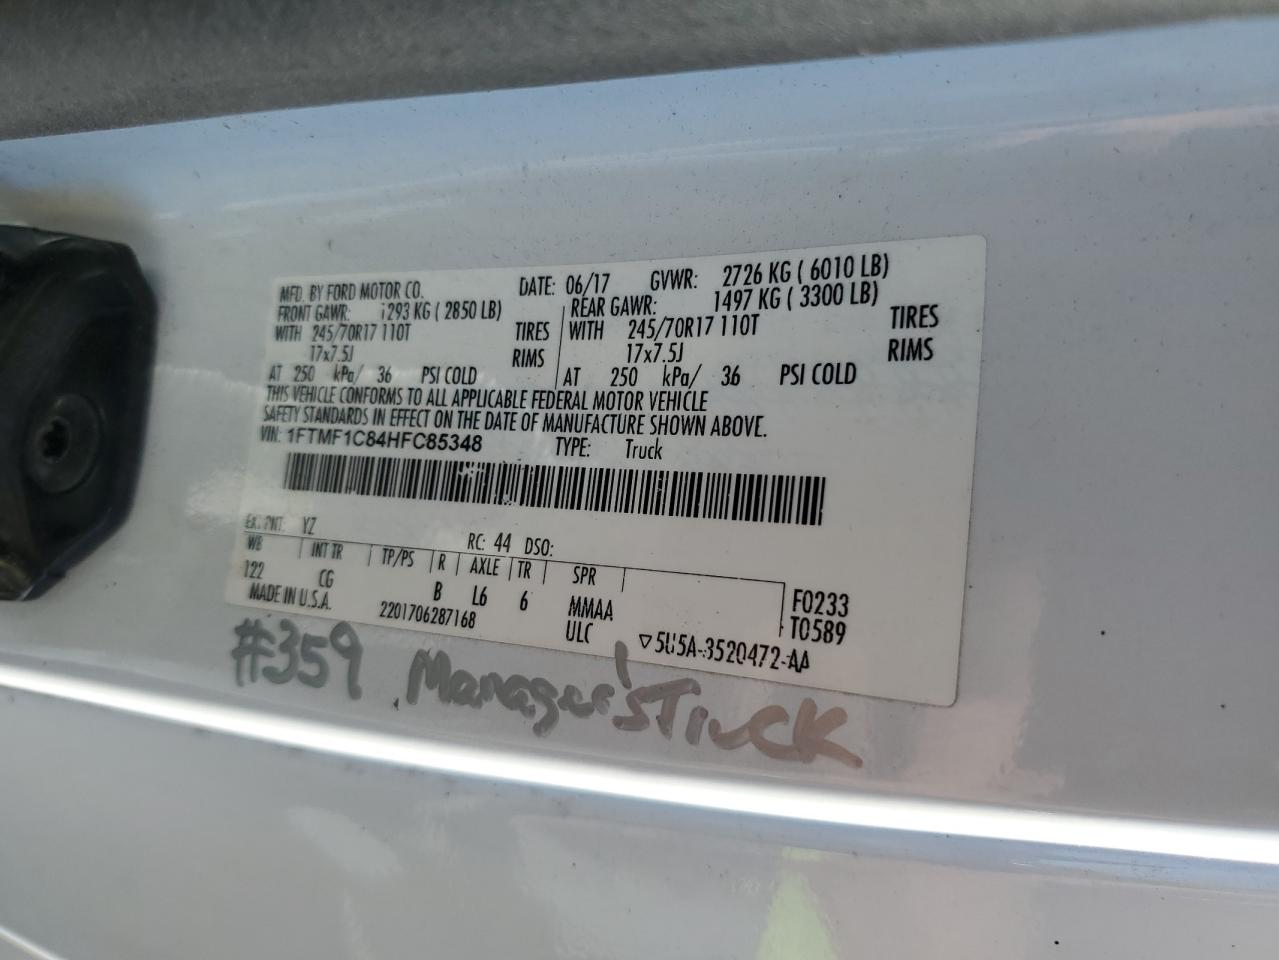 MFD. BY FORD MOTOR CO. DATE: 06/17 GVWR: 2726 KG ( 6010 LB)
FRONT GAWR: 1293 KG ( 2850 LB) REAR GAWR: 1497 KG ( 3300 LB)
WITH 245/70R17 110T TIRES WITH 245/70R17 110T TIRES
17x7.5J RIMS 17x7.5J RIMS
AT 250 kPa/ 36 PSI COLD AT 250 kPa/ 36 PSI COLD
THIS VEHICLE CONFORMS TO ALL APPLICABLE FEDERAL MOTOR VEHICLE
SAFETY STANDARDS IN EFFECT ON THE DATE OF MANUFACTURE SHOWN ABOVE.
VIN: 1FTMF1C84HFC85348 TYPE: Truck
EXT PNT: YZ RC: 44 DSO:
WB INT TR TP/PS R AXLE TR SPR
122 CG B L6 6 MMAA F0233
MADE IN U.S.A. 2201706287168 ULC T0589
▽5U5A-3520472-AA
#359 Manager's Truck